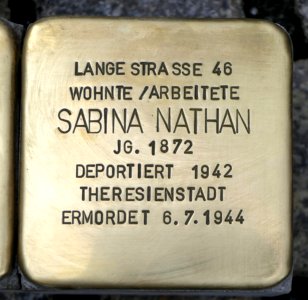 LANGE STRASSE 46
WOHNTE / ARBEITETE
SABINA NATHAN
JG. 1872
DEPORTIERT 1942
THERESIENSTADT
ERMORDET 6.7.1944